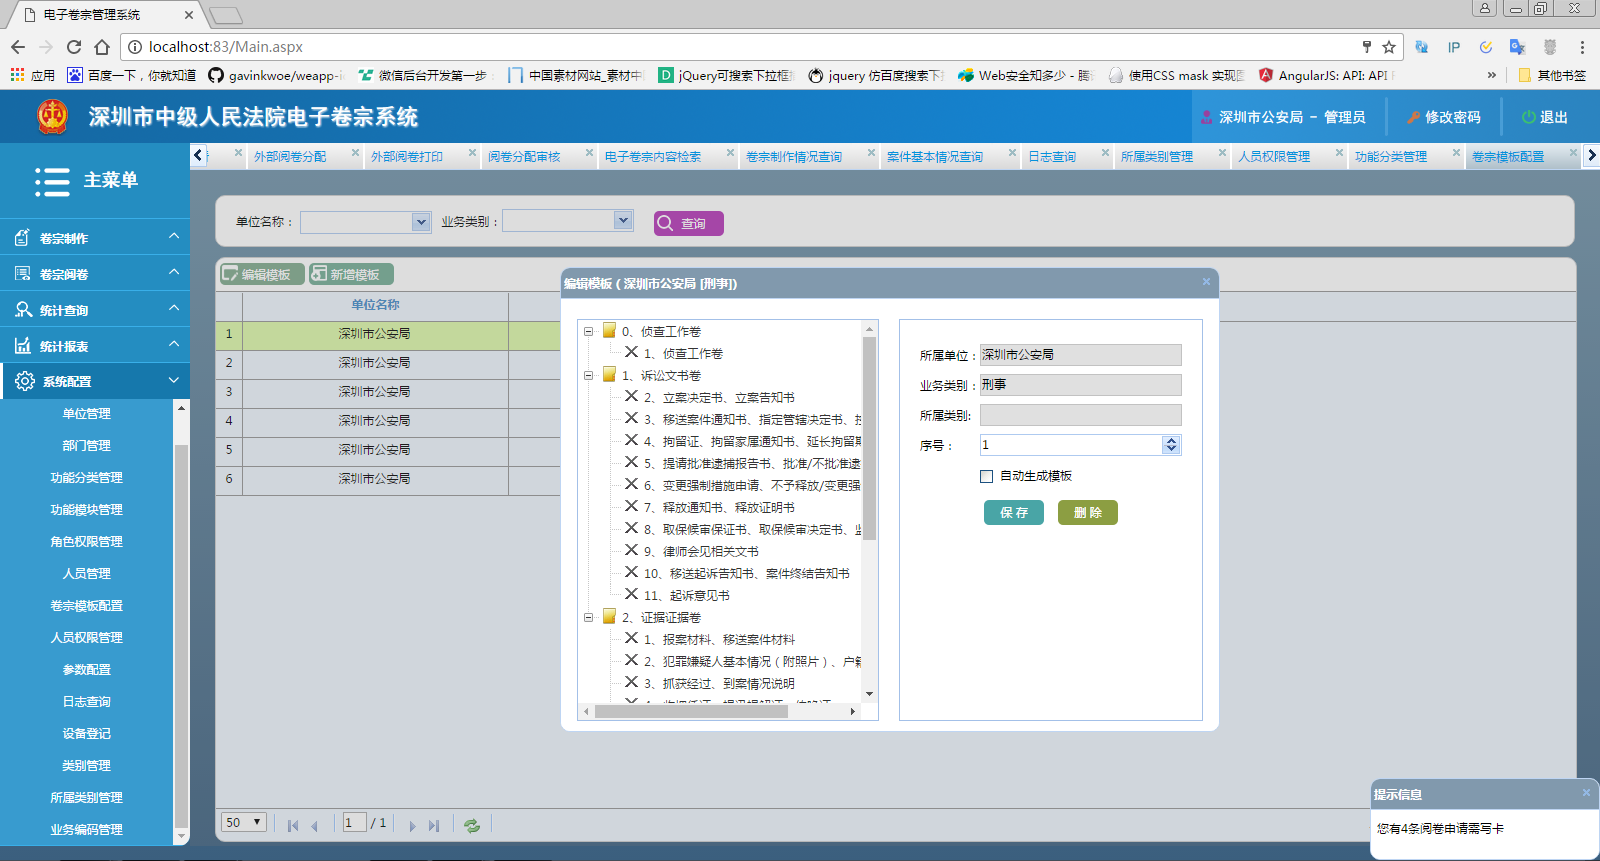 电子卷宗管理系统
localhost:83/Main.aspx
IP
应用
百度一下，你就知道
gavinkwoe/weapp-i
微信后台开发第一步
中国素材网站_素材中
jQuery可搜索下拉框
jquery 仿百度搜索下
Web安全知多少 - 腾
使用CSS mask 实现
AngularJS: API: API
»
其他书签
深圳市中级人民法院电子卷宗系统
深圳市公安局 - 管理员
修改密码
退出
主菜单
外部阅卷分配
外部阅卷打印
阅卷分配审核
电子卷宗内容检索
卷宗制作情况查询
案件基本情况查询
日志查询
所属类别管理
人员权限管理
功能分类管理
卷宗模板配置
卷宗制作
卷宗阅卷
统计查询
统计报表
系统配置
单位管理
部门管理
功能分类管理
功能模块管理
角色权限管理
人员管理
卷宗模板配置
人员权限管理
参数配置
日志查询
设备登记
类别管理
所属类别管理
业务编码管理
单位名称：
业务类别：
查询
编辑模板
新增模板
单位名称
1 深圳市公安局
2 深圳市公安局
3 深圳市公安局
4 深圳市公安局
5 深圳市公安局
6 深圳市公安局
编辑模板 ( 深圳市公安局 [刑事])
0、侦查工作卷
1、侦查工作卷
1、诉讼文书卷
2、立案决定书、立案告知书
3、移送案件通知书、指定管辖决定书、
4、拘留证、拘留家属通知书、延长拘留
5、提请批准逮捕报告书、批准/不批准逮
6、变更强制措施申请、不予释放/变更强
7、释放通知书、释放证明书
8、取保候审保证书、取保候审决定书、
9、律师会见相关文书
10、移送起诉告知书、案件终结告知书
11、起诉意见书
2、证据证据卷
1、报案材料、移送案件材料
2、犯罪嫌疑人基本情况（附照片）、户
3、抓获经过、到案情况说明
所属单位：深圳市公安局
业务类别：刑事
所属类别:
序号： 1
自动生成模板
保 存
删 除
50
1 / 1
提示信息
您有4条阅卷申请需写卡